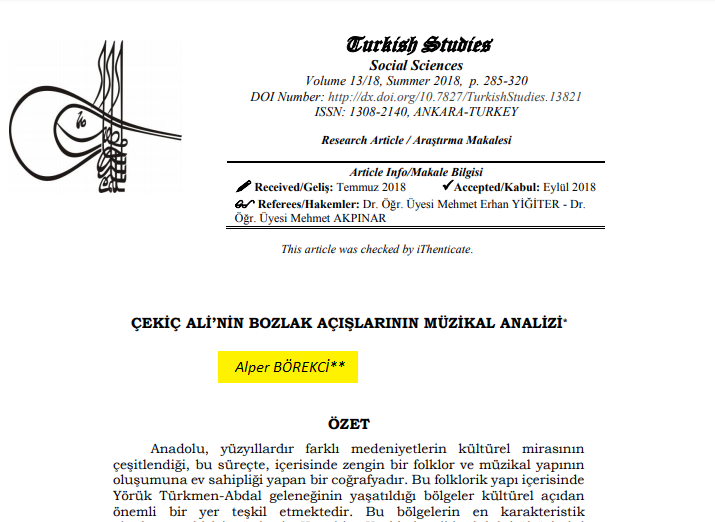 Turkish Studies
Social Sciences
Volume 13/18, Summer 2018, p. 285-320
DOI Number: http://dx.doi.org/10.7827/TurkishStudies.13821
ISSN: 1308-2140, ANKARA-TURKEY
Research Article / Araştırma Makalesi
Article Info/Makale Bilgisi
Received/Geliş: Temmuz 2018 ✓Accepted/Kabul: Eylül 2018
Referees/Hakemler: Dr. Öğr. Üyesi Mehmet Erhan YİĞİTER - Dr.
Öğr. Üyesi Mehmet AKPINAR
This article was checked by iThenticate.
ÇEKİÇ ALİ’NİN BOZLAK AÇIŞLARININ MÜZİKAL ANALİZİ*
Alper BÖREKCİ**
ÖZET
Anadolu, yüzyıllardır farklı medeniyetlerin kültürel mirasının
çeşitlendiği, bu süreçte, içerisinde zengin bir folklor ve müzikal yapının
oluşumuna ev sahipliği yapan bir coğrafyadır. Bu folklorik yapı içerisinde
Yörük Türkmen-Abdal geleneğinin yaşatıldığı bölgeler kültürel açıdan
önemli bir yer teşkil etmektedir. Bu bölgelerin en karakteristik